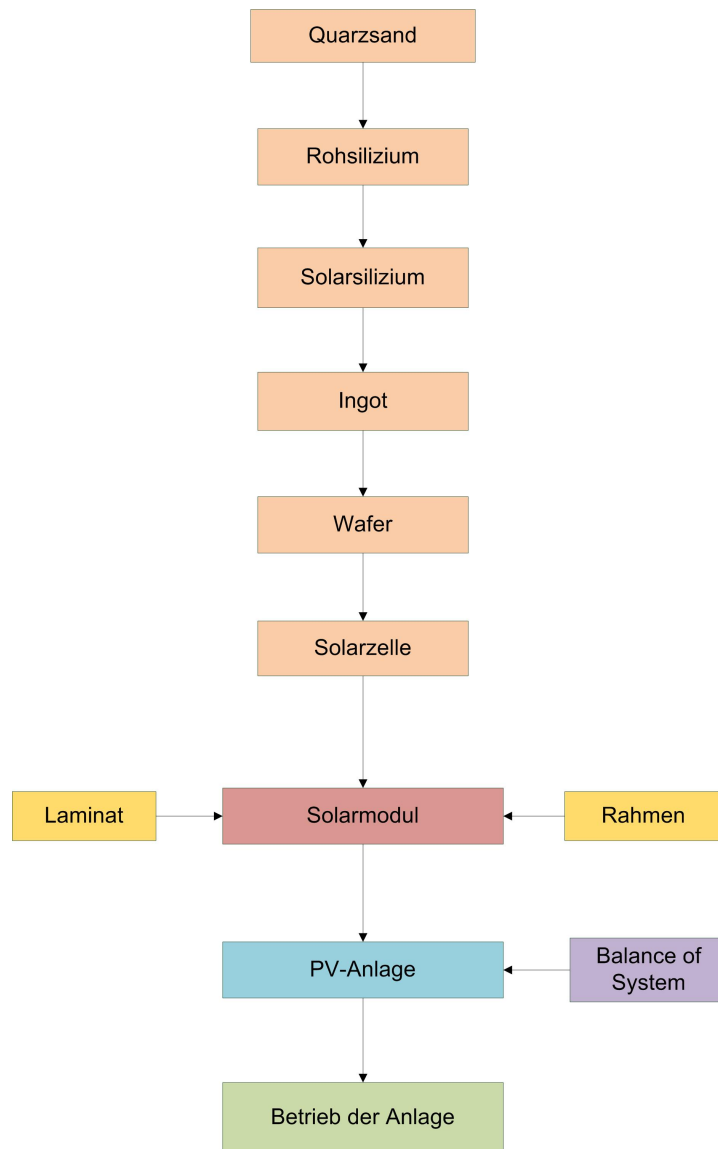 Quarzsand
Rohsilizium
Solarsilizium
Ingot
Wafer
Solarzelle
Laminat
Solarmodul
Rahmen
PV-Anlage
Balance of
System
Betrieb der Anlage